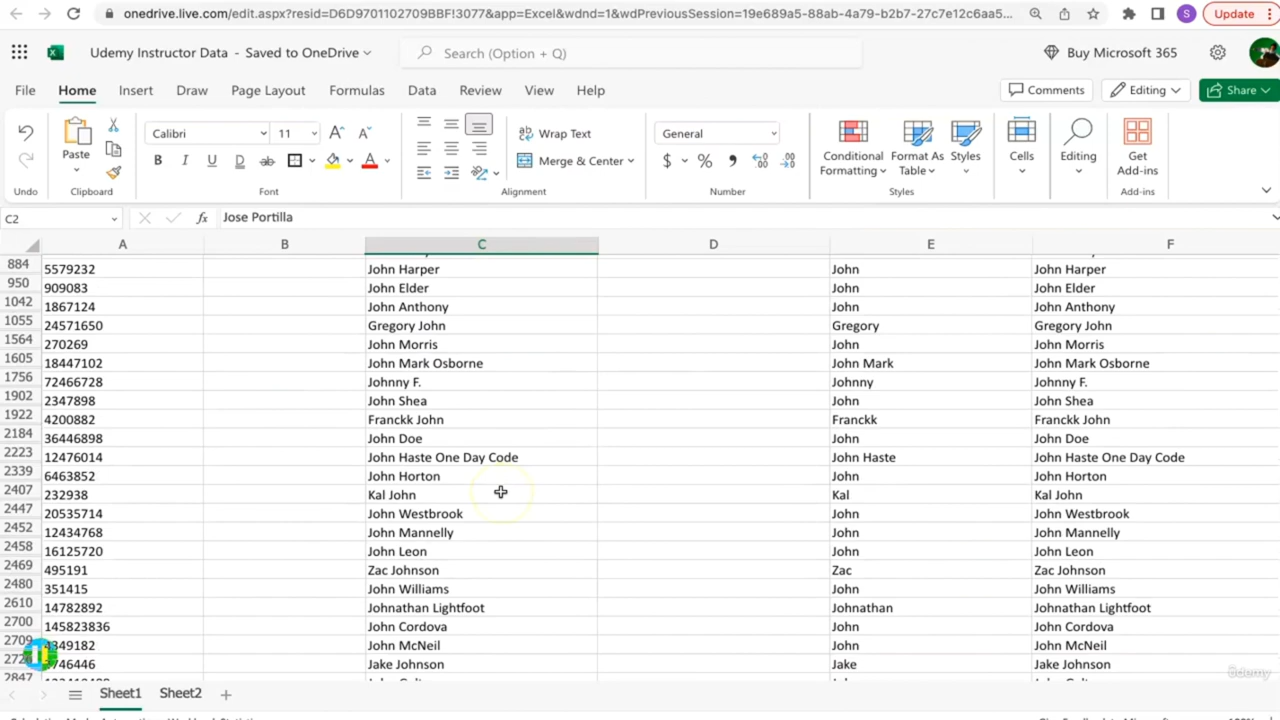 onedrive.live.com/edit.aspx?resid=D6D9701102709BBF!3077&app=Excel&wdnd=1&wdPreviousSession=19e689a5-88ab-4a79-b2b7-27c7e12c6aa5... S Update
Udemy Instructor Data - Saved to OneDrive Search (Option + Q) Buy Microsoft 365
File Home Insert Draw Page Layout Formulas Data Review View Help Comments Editing Share
Paste Calibri 11 Wrap Text General Conditional Formatting Format As Table Styles Cells Editing Get Add-ins
B I U D ab A Merge & Center $ % 9
Undo Clipboard Font Alignment Number Styles Add-ins
C2 fx Jose Portilla
A B C D E F
884 5579232 John Harper John John Harper
950 909083 John Elder John John Elder
1042 1867124 John Anthony John John Anthony
1055 24571650 Gregory John Gregory Gregory John
1564 270269 John Morris John John Morris
1605 18447102 John Mark Osborne John Mark John Mark Osborne
1756 72466728 Johnny F. Johnny Johnny F.
1902 2347898 John Shea John John Shea
1922 4200882 Franckk John Franckk Franckk John
2184 36446898 John Doe John John Doe
2223 12476014 John Haste One Day Code John Haste John Haste One Day Code
2339 6463852 John Horton John John Horton
2407 232938 Kal John Kal Kal John
2447 20535714 John Westbrook John John Westbrook
2452 12434768 John Mannelly John John Mannelly
2458 16125720 John Leon John John Leon
2469 495191 Zac Johnson Zac Zac Johnson
2480 351415 John Williams John John Williams
2610 14782892 Johnathan Lightfoot Johnathan Johnathan Lightfoot
2700 145823836 John Cordova John John Cordova
2709 4349182 John McNeil John John McNeil
746446 Jake Johnson Jake Jake Johnson
2847
ûdemy
Sheet1 Sheet2